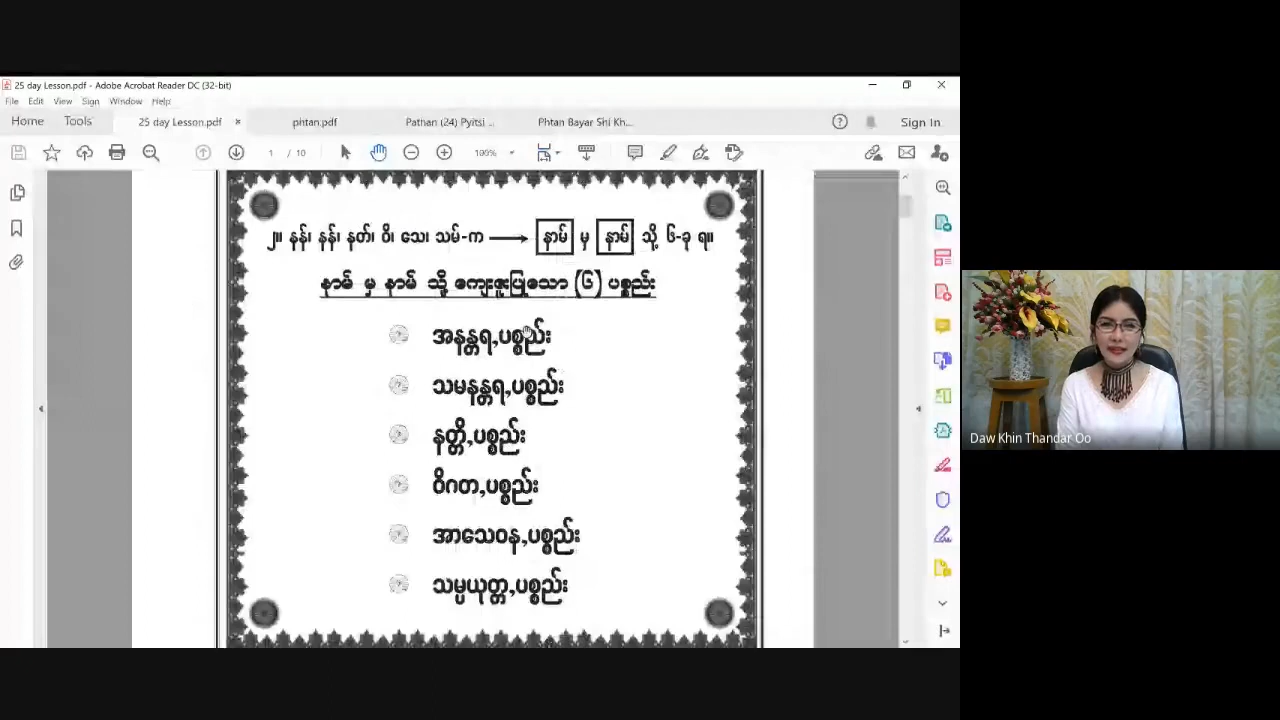 25 day Lesson.pdf - Adobe Acrobat Reader DC (32-bit)
File Edit View Sign Window Help
Home Tools 25 day Lesson.pdf × phtan.pdf Pathan (24) Pyitsi ... Phtan Bayar Shi Kh... Sign In
1 / 10 100%
၂။ နန်၊ နန်၊ နတ်၊ ဝိ၊ သေ၊ သမ်-က နာမ် မှ နာမ် သို့ ၆-ခု ရ။
နာမ် မှ နာမ် သို့ ကျေးဇူးပြုသော (၆) ပစ္စည်း
အနန္တရ,ပစ္စည်း
သမနန္တရ,ပစ္စည်း
နတ္ထိ,ပစ္စည်း
ဝိဂတ,ပစ္စည်း
အာသေဝန,ပစ္စည်း
သမ္ပယုတ္တ,ပစ္စည်း
Daw Khin Thandar Oo